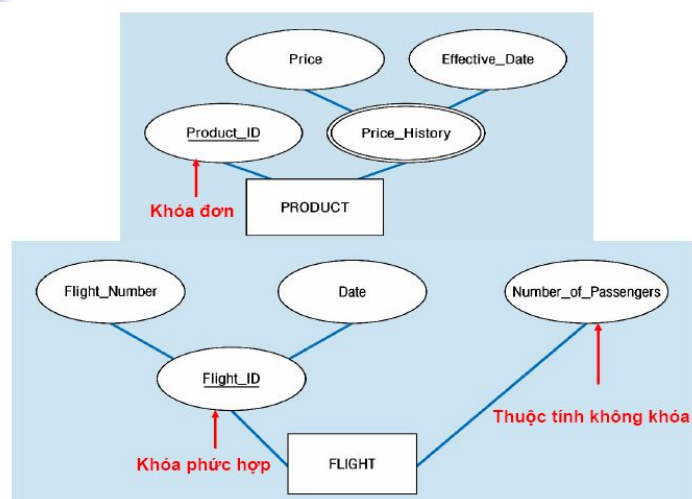 Price
Effective_Date
Product_ID
Price_History
Khóa đơn
PRODUCT
Flight_Number
Date
Number_of_Passengers
Flight_ID
Thuộc tính không khóa
Khóa phức hợp
FLIGHT